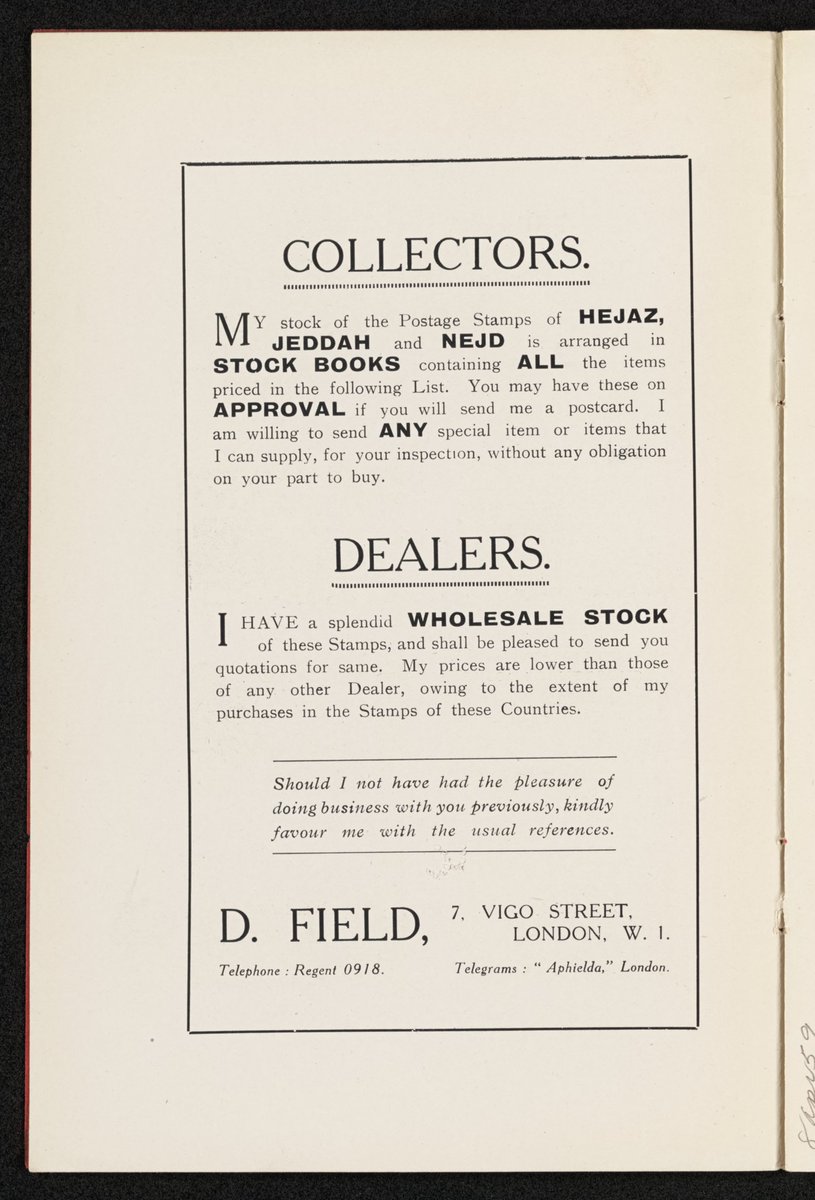 COLLECTORS.
MY stock of the Postage Stamps of HEJAZ,
JEDDAH and NEJD is arranged in
STOCK BOOKS containing ALL the items
priced in the following List. You may have these on
APPROVAL if you will send me a postcard. I
am willing to send ANY special item or items that
I can supply, for your inspection, without any obligation
on your part to buy.
DEALERS.
I HAVE a splendid WHOLESALE STOCK
of these Stamps, and shall be pleased to send you
quotations for same. My prices are lower than those
of any other Dealer, owing to the extent of my
purchases in the Stamps of these Countries.
Should I not have had the pleasure of
doing business with you previously, kindly
favour me with the usual references.
D. FIELD, 7, VIGO STREET,
LONDON, W. 1.
Telephone : Regent 0918. Telegrams : “ Aphielda,” London.